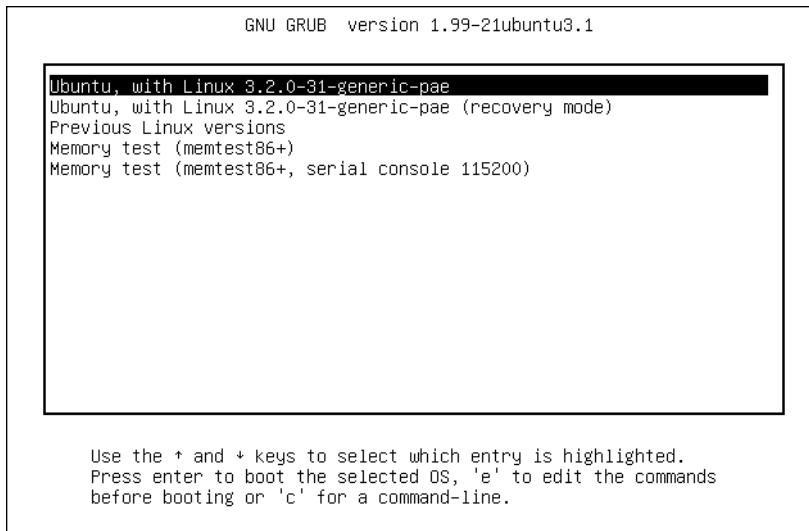 GNU GRUB  version 1.99-21ubuntu3.1
Ubuntu, with Linux 3.2.0-31-generic-pae
Ubuntu, with Linux 3.2.0-31-generic-pae (recovery mode)
Previous Linux versions
Memory test (memtest86+)
Memory test (memtest86+, serial console 115200)
Use the ↑ and ↓ keys to select which entry is highlighted.
Press enter to boot the selected OS, 'e' to edit the commands
before booting or 'c' for a command-line.